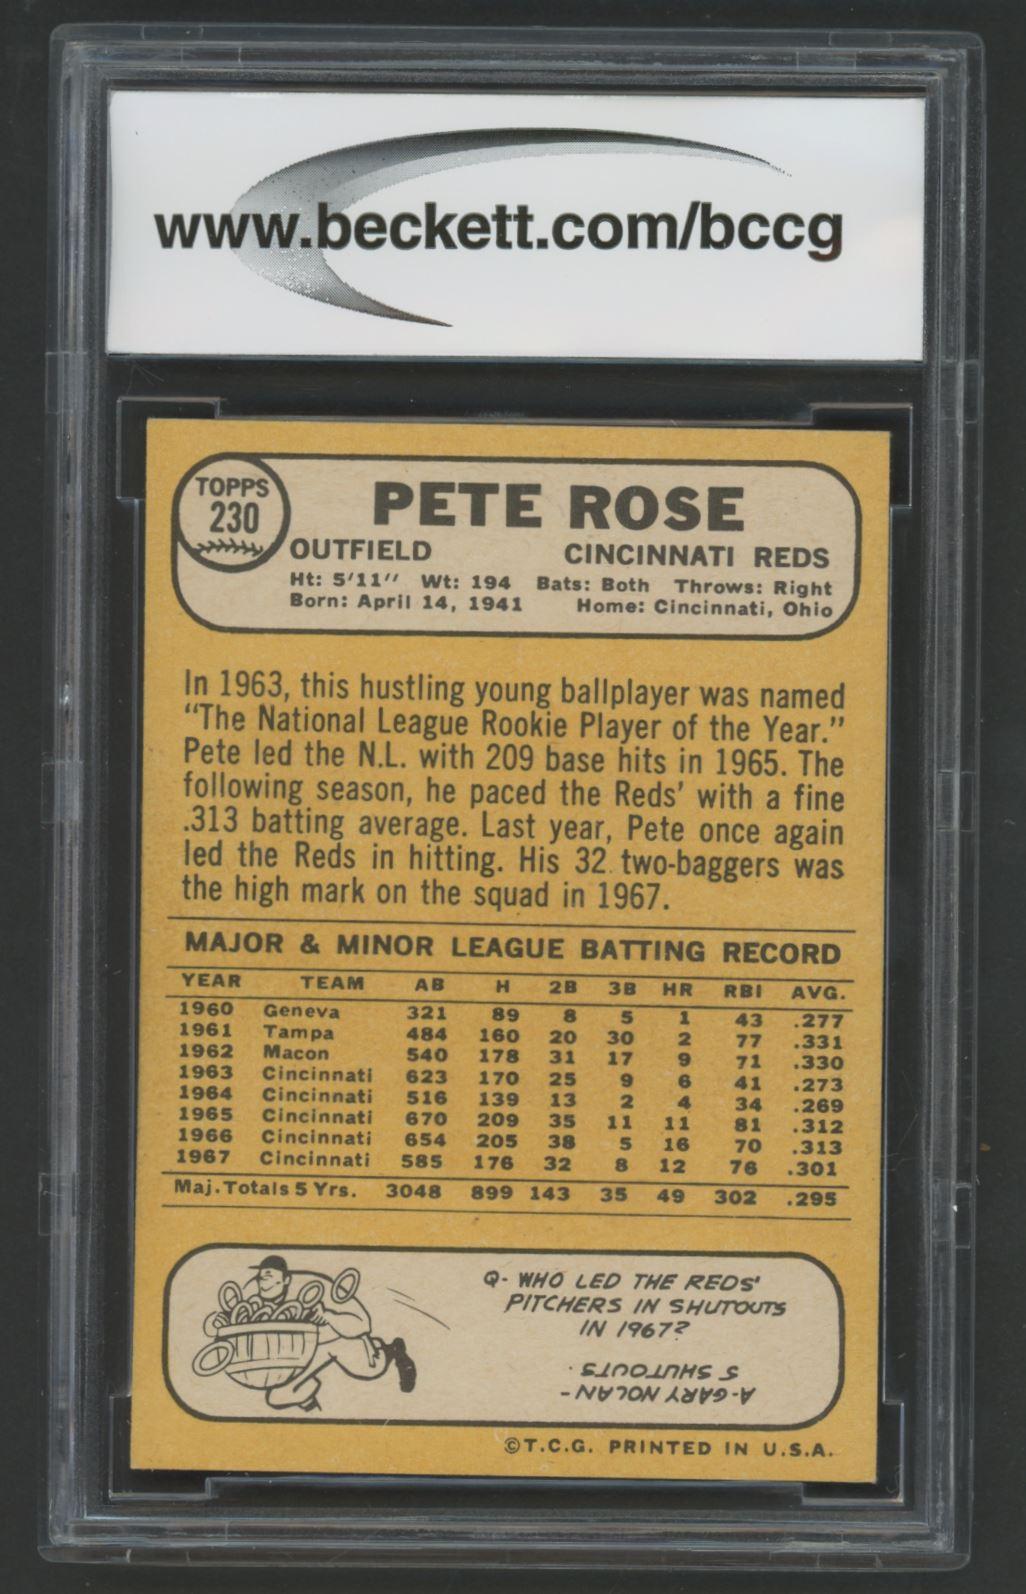 www.beckett.com/bccg
TOPPS
230
PETE ROSE
OUTFIELD CINCINNATI REDS
Ht: 5'11" Wt: 194 Bats: Both Throws: Right
Born: April 14, 1941 Home: Cincinnati, Ohio
In 1963, this hustling young ballplayer was named
"The National League Rookie Player of the Year."
Pete led the N.L. with 209 base hits in 1965. The
following season, he paced the Reds' with a fine
.313 batting average. Last year, Pete once again
led the Reds in hitting. His 32 two-baggers was
the high mark on the squad in 1967.
MAJOR & MINOR LEAGUE BATTING RECORD
YEAR TEAM AB H 2B 3B HR RBI AVG.
1960 Geneva 321 89 8 5 1 43 .277
1961 Tampa 484 160 20 30 2 77 .331
1962 Macon 540 178 31 17 9 71 .330
1963 Cincinnati 623 170 25 9 6 41 .273
1964 Cincinnati 516 139 13 2 4 34 .269
1965 Cincinnati 670 209 35 11 11 81 .312
1966 Cincinnati 654 205 38 5 16 70 .313
1967 Cincinnati 585 176 32 8 12 76 .301
Maj. Totals 5 Yrs. 3048 899 143 35 49 302 .295
Q- WHO LED THE REDS'
PITCHERS IN SHUTOUTS
IN 1967?
A-GARY NOLAN -
5 SHUTOUTS.
©T.C.G. PRINTED IN U.S.A.